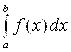 ∫_a^b f(x) dx